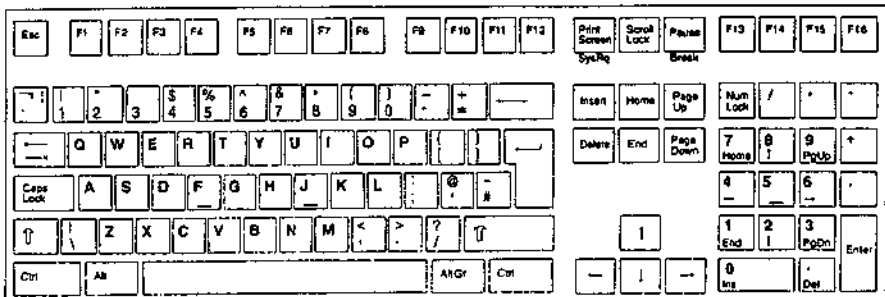 Esc F1 F2 F3 F4 F5 F6 F7 F8 F9 F10 F11 F12 Print Screen Scroll Lock Pause F13 F14 F15 F16
SysRq Break
! " $ % ^ & * ( ) _ +
1 2 3 4 5 6 7 8 9 0 - = Insert Home Page Up Num Lock / * -
Q W E R T Y U I O P { } Delete End Page Down 7 Home 8 ↑ 9 PgUp +
[ ]
Caps Lock A S D F G H J K L : @ ~ 4 ← 5 6 → ,
; ' #
⇧ | \ Z X C V B N M < , > . ? / ⇧ ↑ 1 End 2 ↓ 3 PgDn Enter
Ctrl Alt AltGr Ctrl ← ↓ → 0 Ins . Del